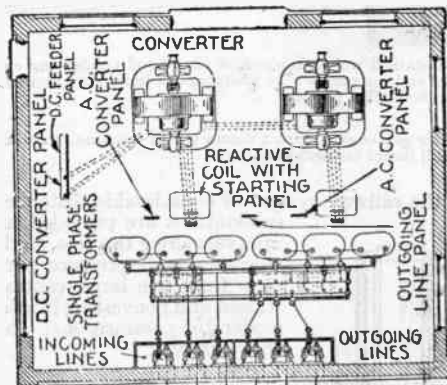 CONVERTER
D.C. FEEDER
PANEL
A.C.
CONVERTER
PANEL
D.C. CONVERTER PANEL
SINGLE PHASE
TRANSFORMERS
REACTIVE
COIL WITH
STARTING
PANEL
A.C. CONVERTER
PANEL
OUTGOING
LINE PANEL
INCOMING
LINES
OUTGOING
LINES